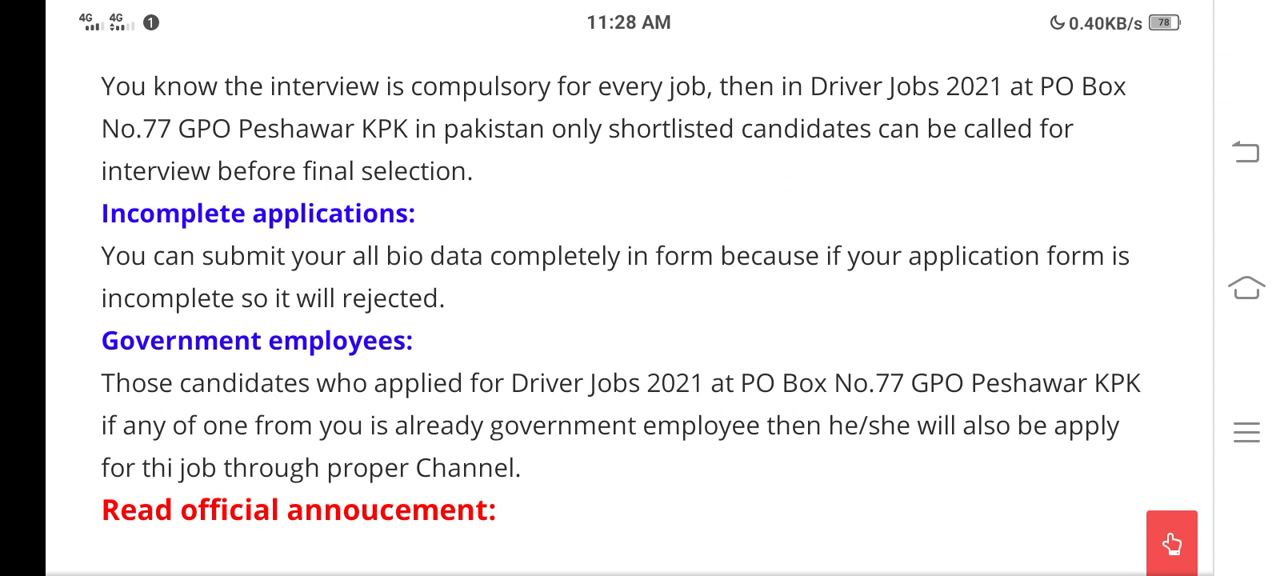 4G 4G 1 11:28 AM 0.40KB/s 78
You know the interview is compulsory for every job, then in Driver Jobs 2021 at PO Box
No.77 GPO Peshawar KPK in pakistan only shortlisted candidates can be called for
interview before final selection.
Incomplete applications:
You can submit your all bio data completely in form because if your application form is
incomplete so it will rejected.
Government employees:
Those candidates who applied for Driver Jobs 2021 at PO Box No.77 GPO Peshawar KPK
if any of one from you is already government employee then he/she will also be apply
for thi job through proper Channel.
Read official annoucement: